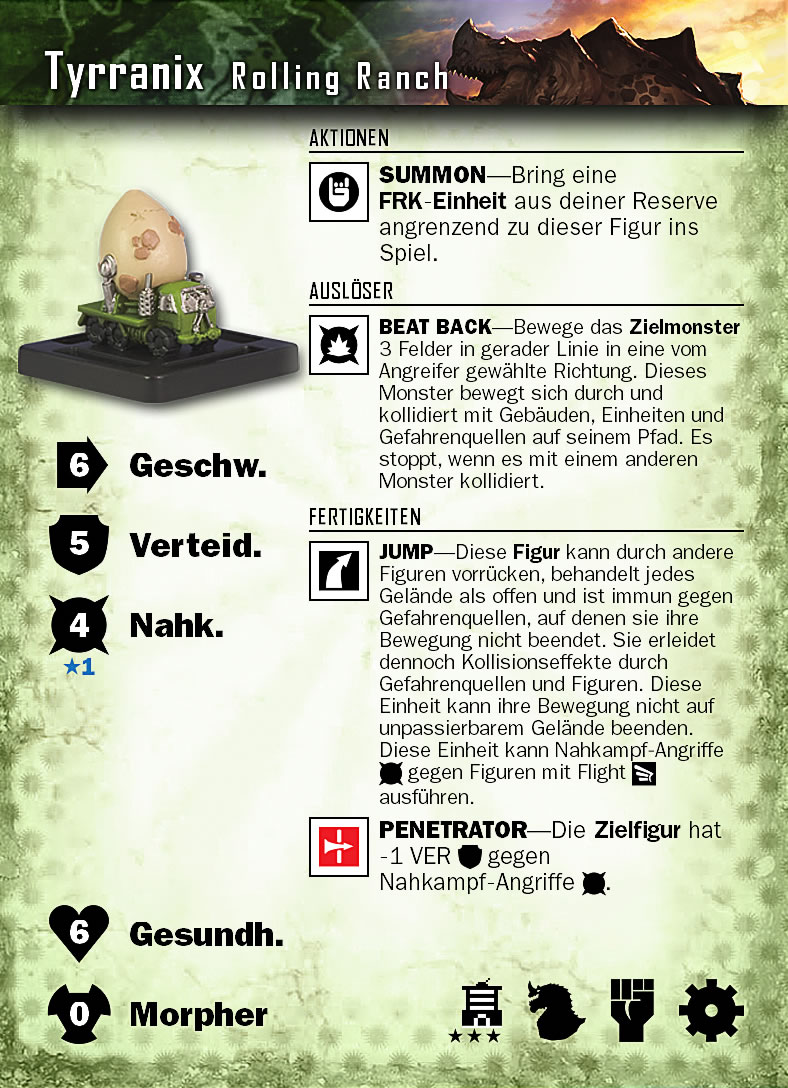 Tyrranix Rolling Ranch
AKTIONEN
SUMMON—Bring eine
FRK-Einheit aus deiner Reserve
angrenzend zu dieser Figur ins
Spiel.
AUSLÖSER
BEAT BACK—Bewege das Zielmonster
3 Felder in gerader Linie in eine vom
Angreifer gewählte Richtung. Dieses
Monster bewegt sich durch und
kollidiert mit Gebäuden, Einheiten und
Gefahrenquellen auf seinem Pfad. Es
stoppt, wenn es mit einem anderen
Monster kollidiert.
FERTIGKEITEN
JUMP—Diese Figur kann durch andere
Figuren vorrücken, behandelt jedes
Gelände als offen und ist immun gegen
Gefahrenquellen, auf denen sie ihre
Bewegung nicht beendet. Sie erleidet
dennoch Kollisionseffekte durch
Gefahrenquellen und Figuren. Diese
Einheit kann ihre Bewegung nicht auf
unpassierbarem Gelände beenden.
Diese Einheit kann Nahkampf-Angriffe
gegen Figuren mit Flight
ausführen.
PENETRATOR—Die Zielfigur hat
-1 VER gegen
Nahkampf-Angriffe .
6 Geschw.
5 Verteid.
4 Nahk.
★1
6 Gesundh.
0 Morpher
★★★